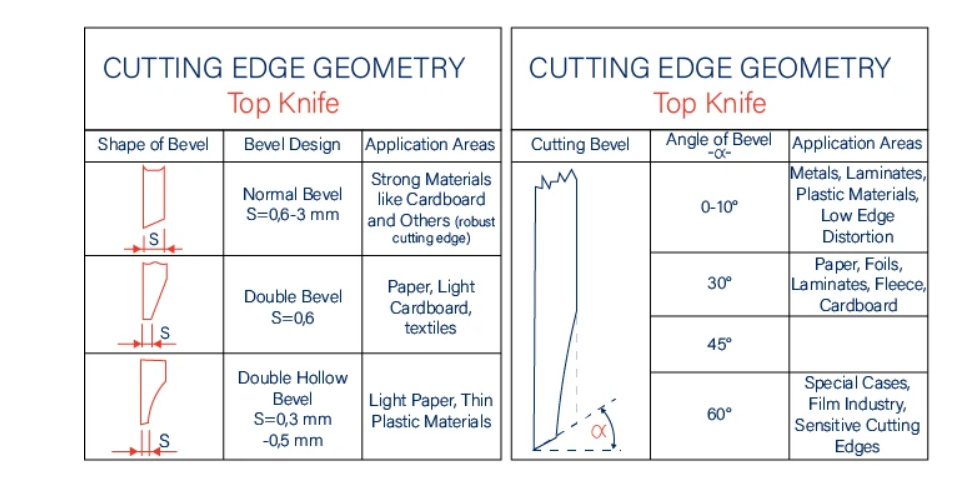 CUTTING EDGE GEOMETRY
Top Knife
Shape of Bevel
Bevel Design
Application Areas
S
Normal Bevel
S=0,6-3 mm
Strong Materials
like Cardboard
and Others (robust
cutting edge)
S
Double Bevel
S=0,6
Paper, Light
Cardboard,
textiles
S
Double Hollow
Bevel
S=0,3 mm
-0,5 mm
Light Paper, Thin
Plastic Materials
CUTTING EDGE GEOMETRY
Top Knife
Cutting Bevel
Angle of Bevel
-α-
Application Areas
α
0-10°
Metals, Laminates,
Plastic Materials,
Low Edge
Distortion
30°
Paper, Foils,
Laminates, Fleece,
Cardboard
45°
60°
Special Cases,
Film Industry,
Sensitive Cutting
Edges